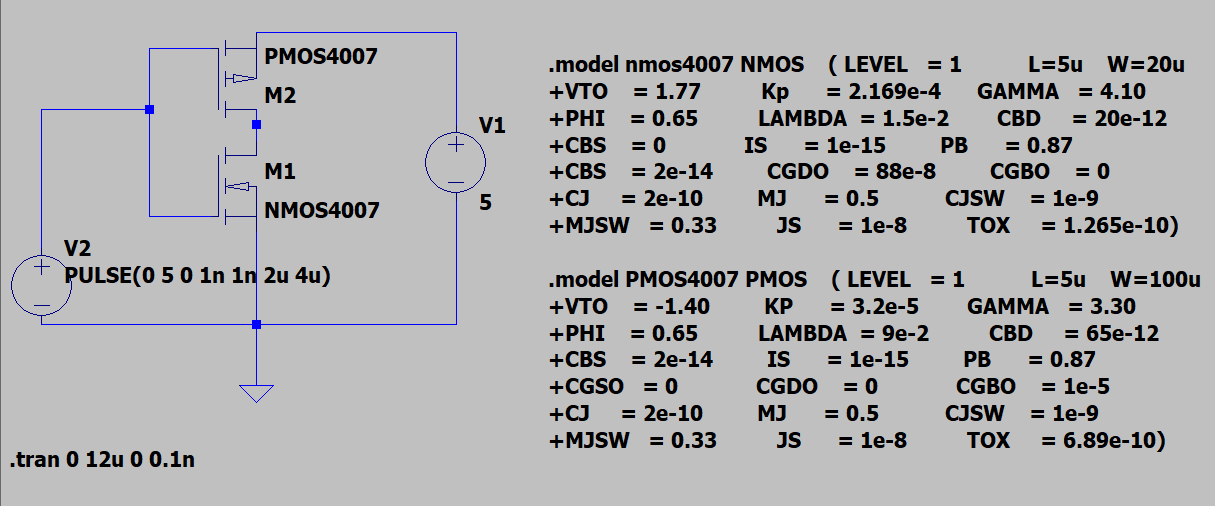 PMOS4007
M2
V1
5
M1
NMOS4007
V2
PULSE(0 5 0 1n 1n 2u 4u)
.tran 0 12u 0 0.1n
.model nmos4007 NMOS ( LEVEL = 1 L=5u W=20u
+VTO = 1.77 Kp = 2.169e-4 GAMMA = 4.10
+PHI = 0.65 LAMBDA = 1.5e-2 CBD = 20e-12
+CBS = 0 IS = 1e-15 PB = 0.87
+CBS = 2e-14 CGDO = 88e-8 CGBO = 0
+CJ = 2e-10 MJ = 0.5 CJSW = 1e-9
+MJSW = 0.33 JS = 1e-8 TOX = 1.265e-10)
.model PMOS4007 PMOS ( LEVEL = 1 L=5u W=100u
+VTO = -1.40 KP = 3.2e-5 GAMMA = 3.30
+PHI = 0.65 LAMBDA = 9e-2 CBD = 65e-12
+CBS = 2e-14 IS = 1e-15 PB = 0.87
+CGSO = 0 CGDO = 0 CGBO = 1e-5
+CJ = 2e-10 MJ = 0.5 CJSW = 1e-9
+MJSW = 0.33 JS = 1e-8 TOX = 6.89e-10)